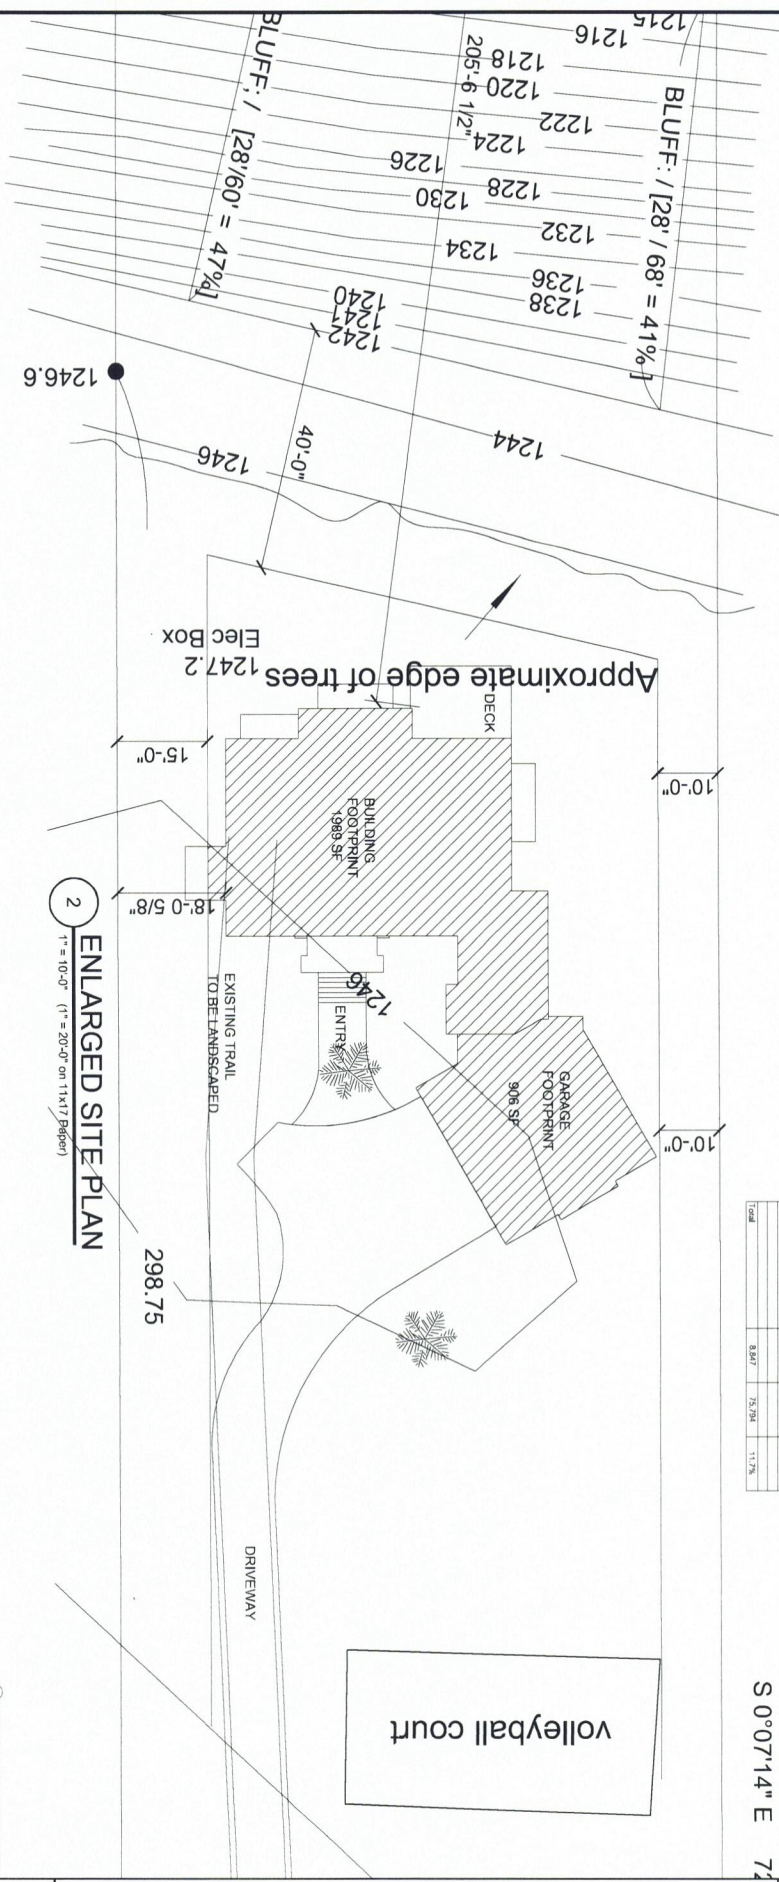 1215
1216
1218
1220
1222
1224
1226
1228
1230
1232
1234
1236
1238
1240
1241
1242
BLUFF: / [28'/60' = 47%]
205'-6 1/2"
BLUFF: / [28' / 68' = 41% ]
1246.6
1244
1246
40'-0"
1247.2
Elec Box
Approximate edge of trees
DECK
15'-0"
10'-0"
BUILDING
FOOTPRINT
1989 SF
18'-0 5/8"
2
ENLARGED SITE PLAN
1" = 10'-0" (1" = 20'-0" on 11x17 Paper)
EXISTING TRAIL
TO BE LANDSCAPED
1246
ENTRY
GARAGE
FOOTPRINT
906 SF
10'-0"
298.75
Total 8,847 75,794 11.7%
DRIVEWAY
volleyball court
S 0°07'14" E 72